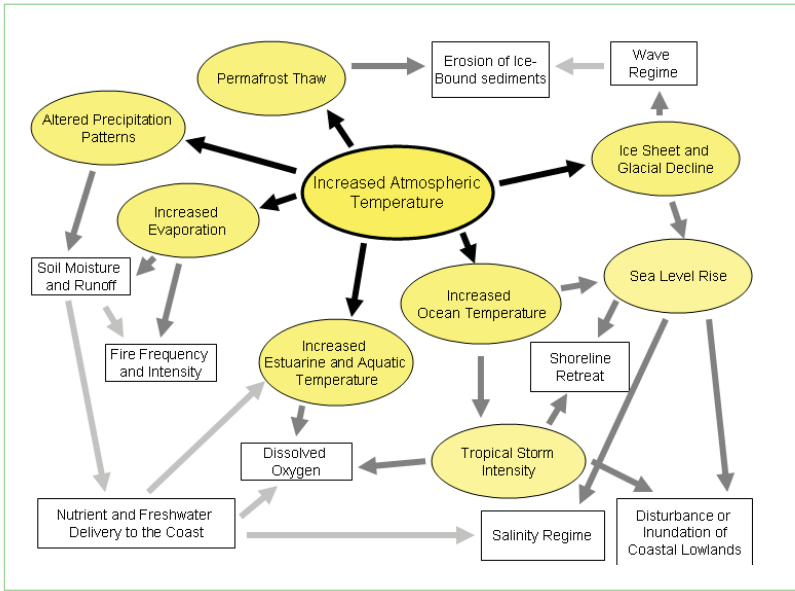 Permafrost Thaw
Erosion of Ice-
Bound sediments
Wave
Regime
Altered Precipitation
Patterns
Increased Atmospheric
Temperature
Ice Sheet and
Glacial Decline
Increased
Evaporation
Soil Moisture
and Runoff
Increased
Ocean Temperature
Sea Level Rise
Fire Frequency
and Intensity
Increased
Estuarine and Aquatic
Temperature
Shoreline
Retreat
Dissolved
Oxygen
Tropical Storm
Intensity
Nutrient and Freshwater
Delivery to the Coast
Salinity Regime
Disturbance or
Inundation of
Coastal Lowlands